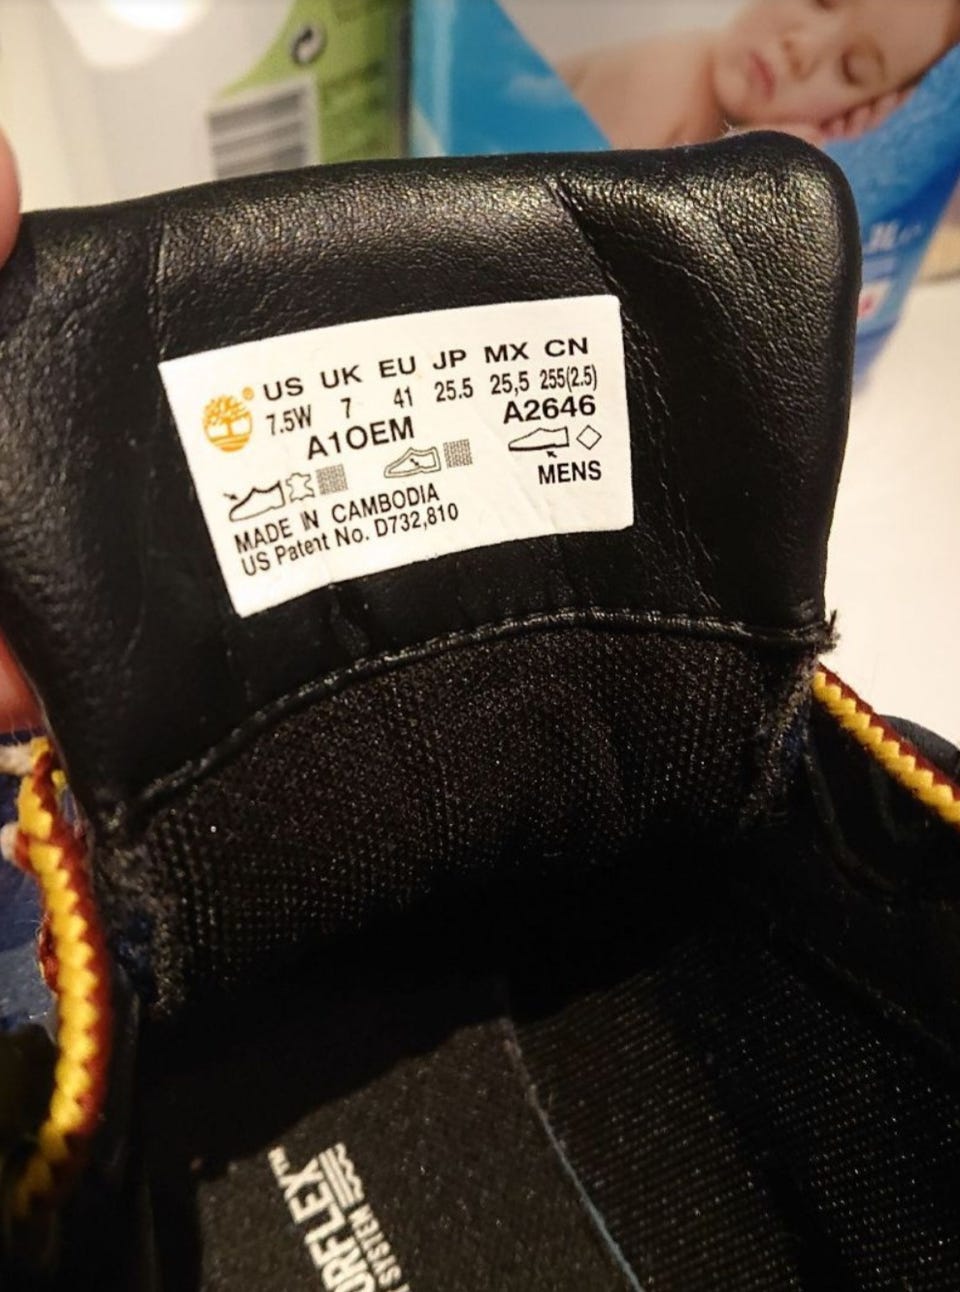 US UK EU JP MX CN
7.5W 7 41 25.5 25,5 255(2.5)
A1OEM A2646
MENS
MADE IN CAMBODIA
US Patent No. D732,810
SYSTEM